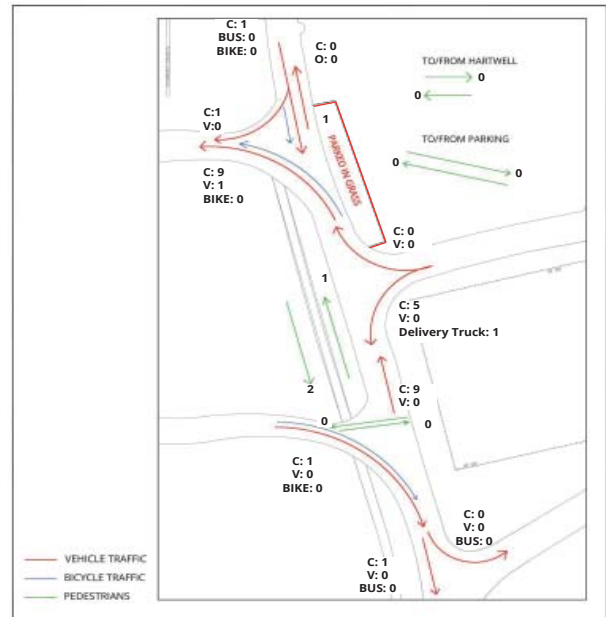 C: 1
BUS: 0
BIKE: 0
C: 0
O: 0
TO/FROM HARTWELL
0
0
C:1
V:0
1
PARKED IN GRASS
TO/FROM PARKING
0
0
C: 9
V: 1
BIKE: 0
C: 0
V: 0
1
C: 5
V: 0
Delivery Truck: 1
2
C: 9
V: 0
0
0
C: 1
V: 0
BIKE: 0
C: 0
V: 0
BUS: 0
C: 1
V: 0
BUS: 0
VEHICLE TRAFFIC
BICYCLE TRAFFIC
PEDESTRIANS